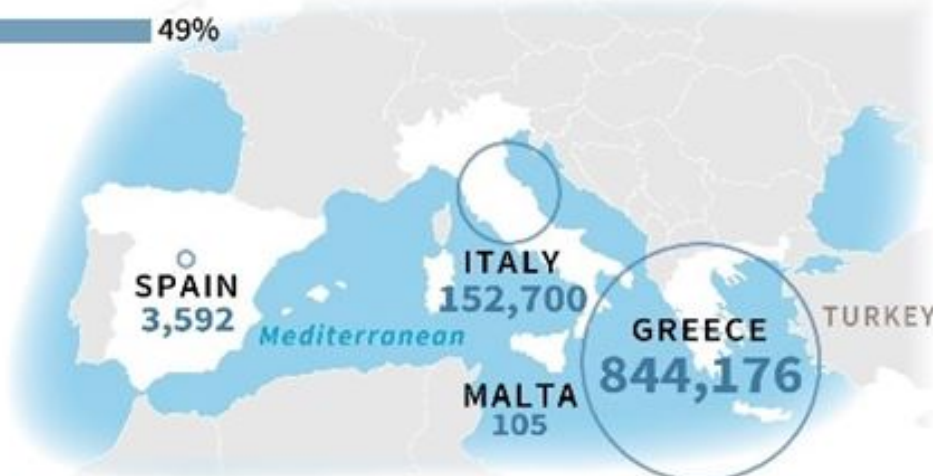 49%
SPAIN
3,592
Mediterranean
ITALY
152,700
MALTA
105
GREECE
844,176
TURKEY